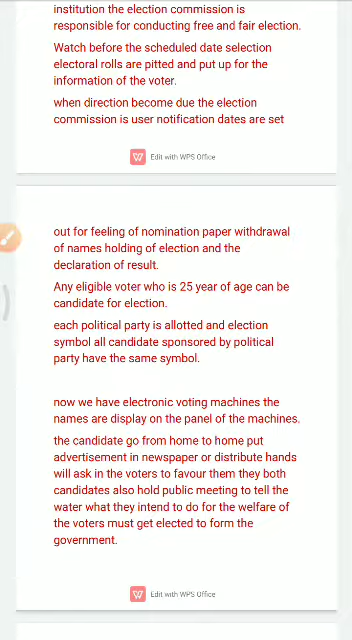 institution the election commission is
responsible for conducting free and fair election.
Watch before the scheduled date selection
electoral rolls are pitted and put up for the
information of the voter.
when direction become due the election
commission is user notification dates are set
W Edit with WPS Office
out for feeling of nomination paper withdrawal
of names holding of election and the
declaration of result.
Any eligible voter who is 25 year of age can be
candidate for election.
each political party is allotted and election
symbol all candidate sponsored by political
party have the same symbol.
now we have electronic voting machines the
names are display on the panel of the machines.
the candidate go from home to home put
advertisement in newspaper or distribute hands
will ask in the voters to favour them they both
candidates also hold public meeting to tell the
water what they intend to do for the welfare of
the voters must get elected to form the
government.
W Edit with WPS Office